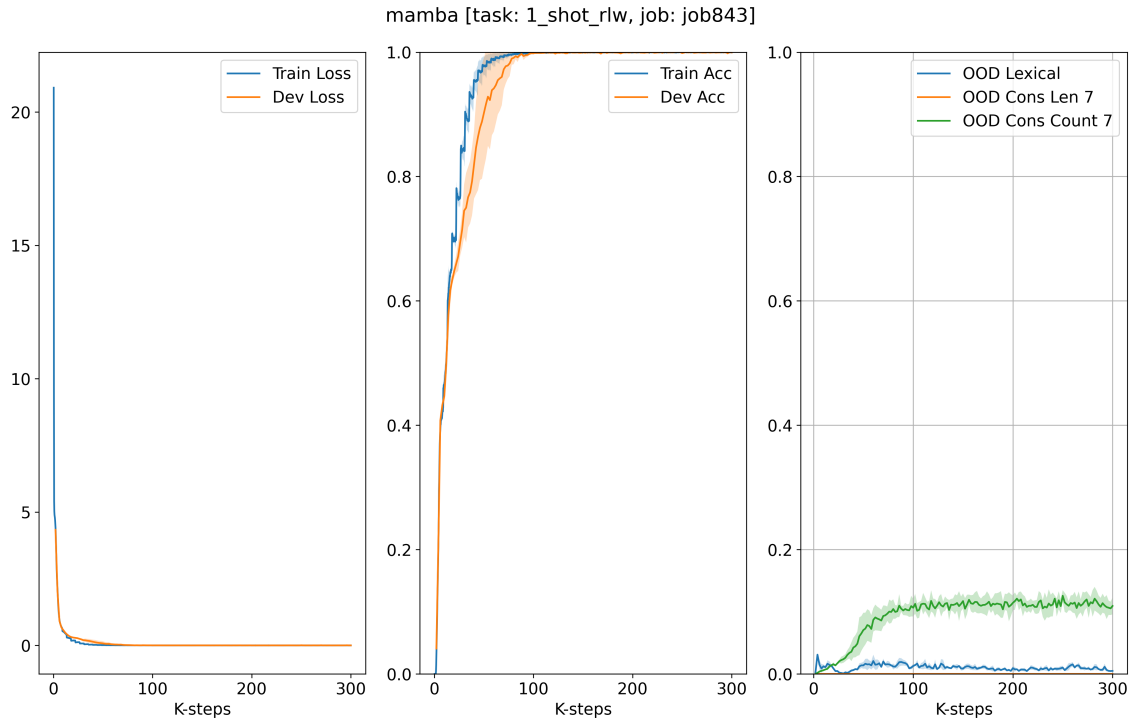 mamba [task: 1_shot_rlw, job: job843]
Train Loss
Dev Loss
20
15
10
5
0
0
100
200
300
K-steps
Train Acc
Dev Acc
1.0
0.8
0.6
0.4
0.2
0.0
0
100
200
300
K-steps
OOD Lexical
OOD Cons Len 7
OOD Cons Count 7
1.0
0.8
0.6
0.4
0.2
0.0
0
100
200
300
K-steps